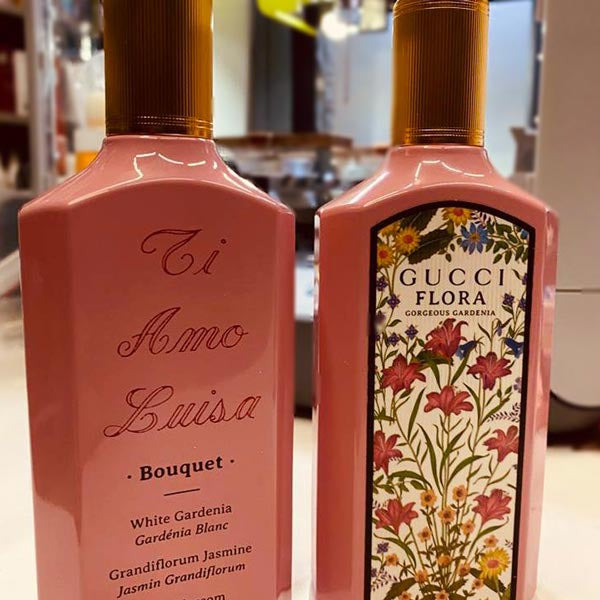 Ti
Amo
Luisa
· Bouquet ·
White Gardenia
Gardénia Blanc
Grandiflorum Jasmine
Jasmin Grandiflorum
GUCCI
FLORA
GORGEOUS GARDENIA